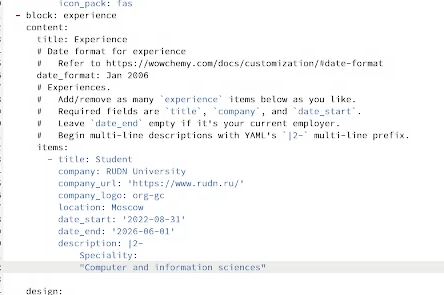 icon_pack: fas
- block: experience
content:
title: Experience
# Date format for experience
#   Refer to https://wowchemy.com/docs/customization/#date-format
date_format: Jan 2006
# Experiences.
#   Add/remove as many `experience` items below as you like.
#   Required fields are `title`, `company`, and `date_start`.
#   Leave `date_end` empty if it's your current employer.
#   Begin multi-line descriptions with YAML's `|2-` multi-line prefix.
items:
- title: Student
company: RUDN University
company_url: 'https://www.rudn.ru/'
company_logo: org-gc
location: Moscow
date_start: '2022-08-31'
date_end: '2026-06-01'
description: |2-
Speciality:
"Computer and information sciences"
design: